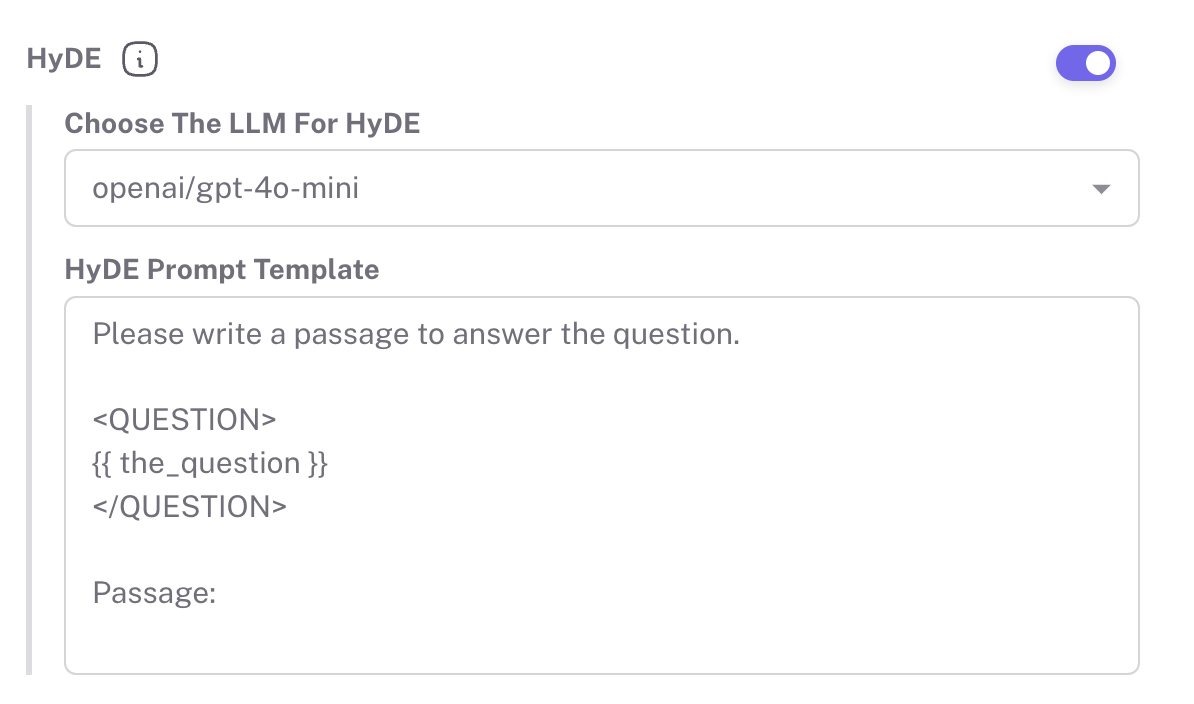 HyDE
Choose The LLM For HyDE
openai/gpt-4o-mini
HyDE Prompt Template
Please write a passage to answer the question.
<QUESTION>
{{ the_question }}
</QUESTION>
Passage: